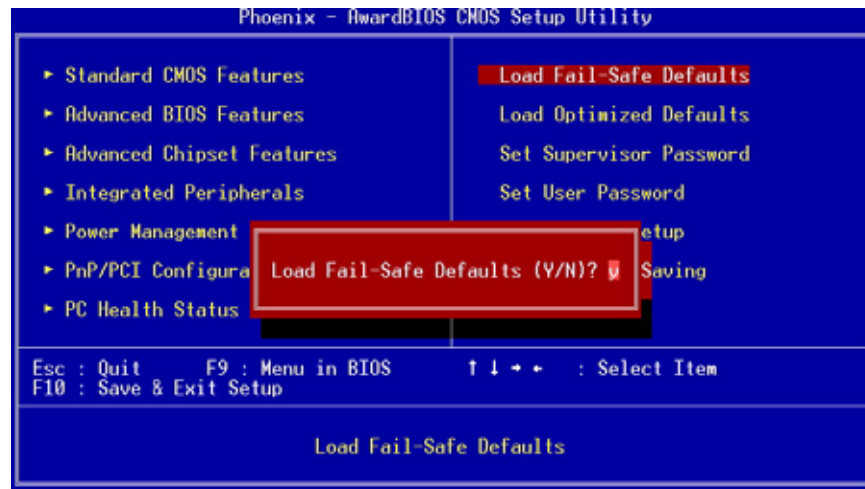 Phoenix - AwardBIOS CMOS Setup Utility
► Standard CMOS Features
► Advanced BIOS Features
► Advanced Chipset Features
► Integrated Peripherals
► Power Management
► PnP/PCI Configura
► PC Health Status
Load Fail-Safe Defaults
Load Optimized Defaults
Set Supervisor Password
Set User Password
etup
Saving
Load Fail-Safe Defaults (Y/N)? y
Esc : Quit F9 : Menu in BIOS ↑ ↓ → ← : Select Item
F10 : Save & Exit Setup
Load Fail-Safe Defaults